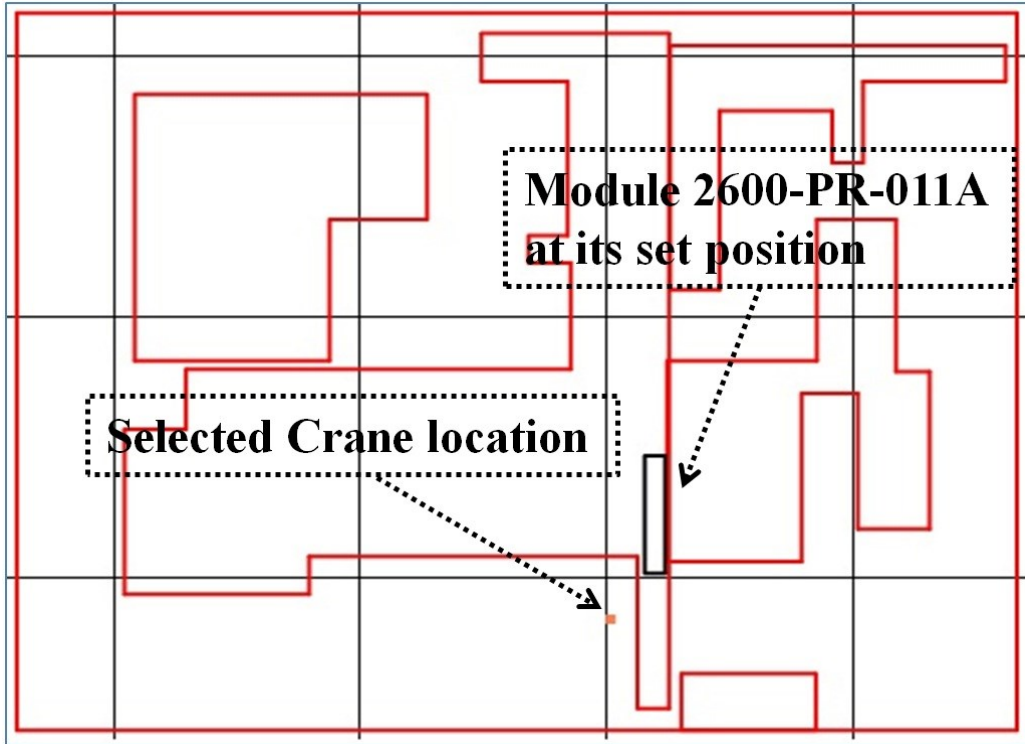 Module 2600-PR-011A
at its set position
Selected Crane location